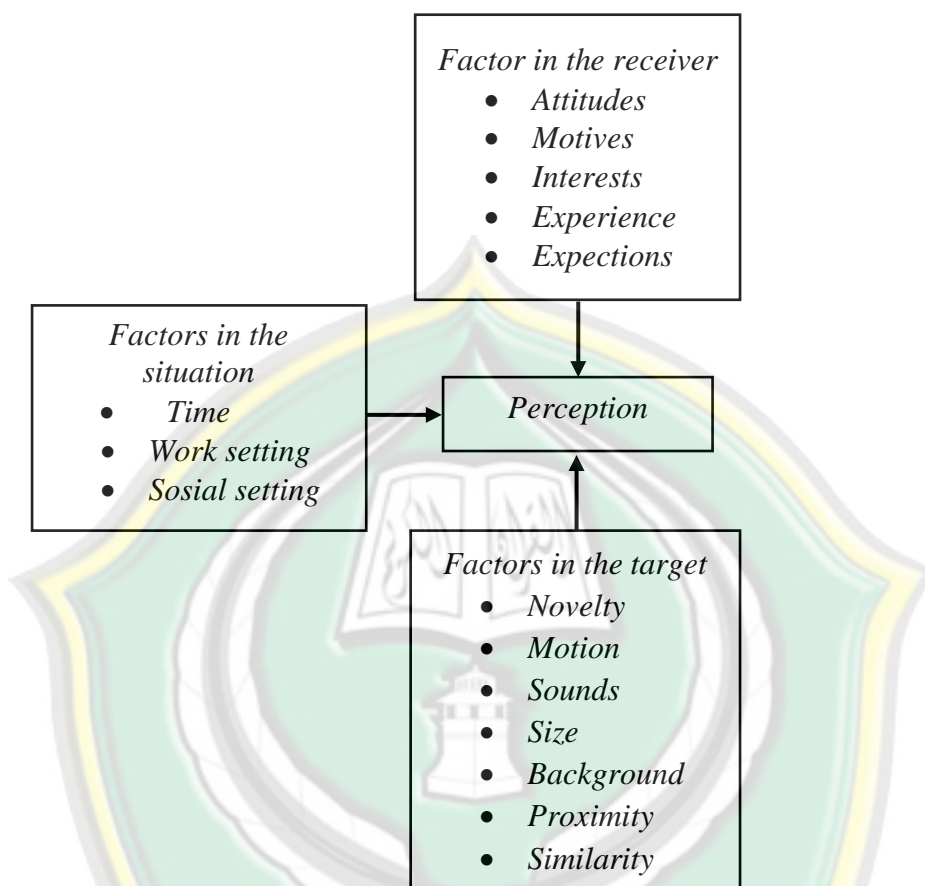 Factor in the receiver
• Attitudes
• Motives
• Interests
• Experience
• Expections
Factors in the
situation
• Time
• Work setting
• Sosial setting
Perception
Factors in the target
• Novelty
• Motion
• Sounds
• Size
• Background
• Proximity
• Similarity